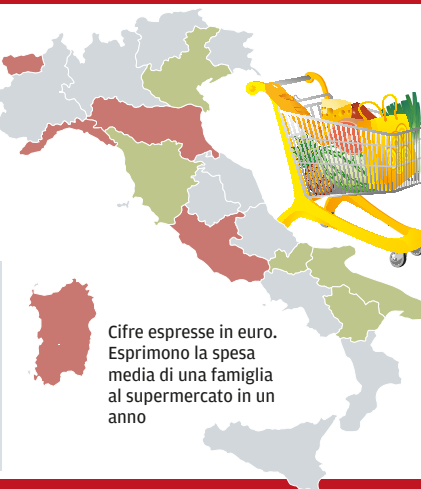 Cifre espresse in euro.
Esprimono la spesa
media di una famiglia
al supermercato in un
anno